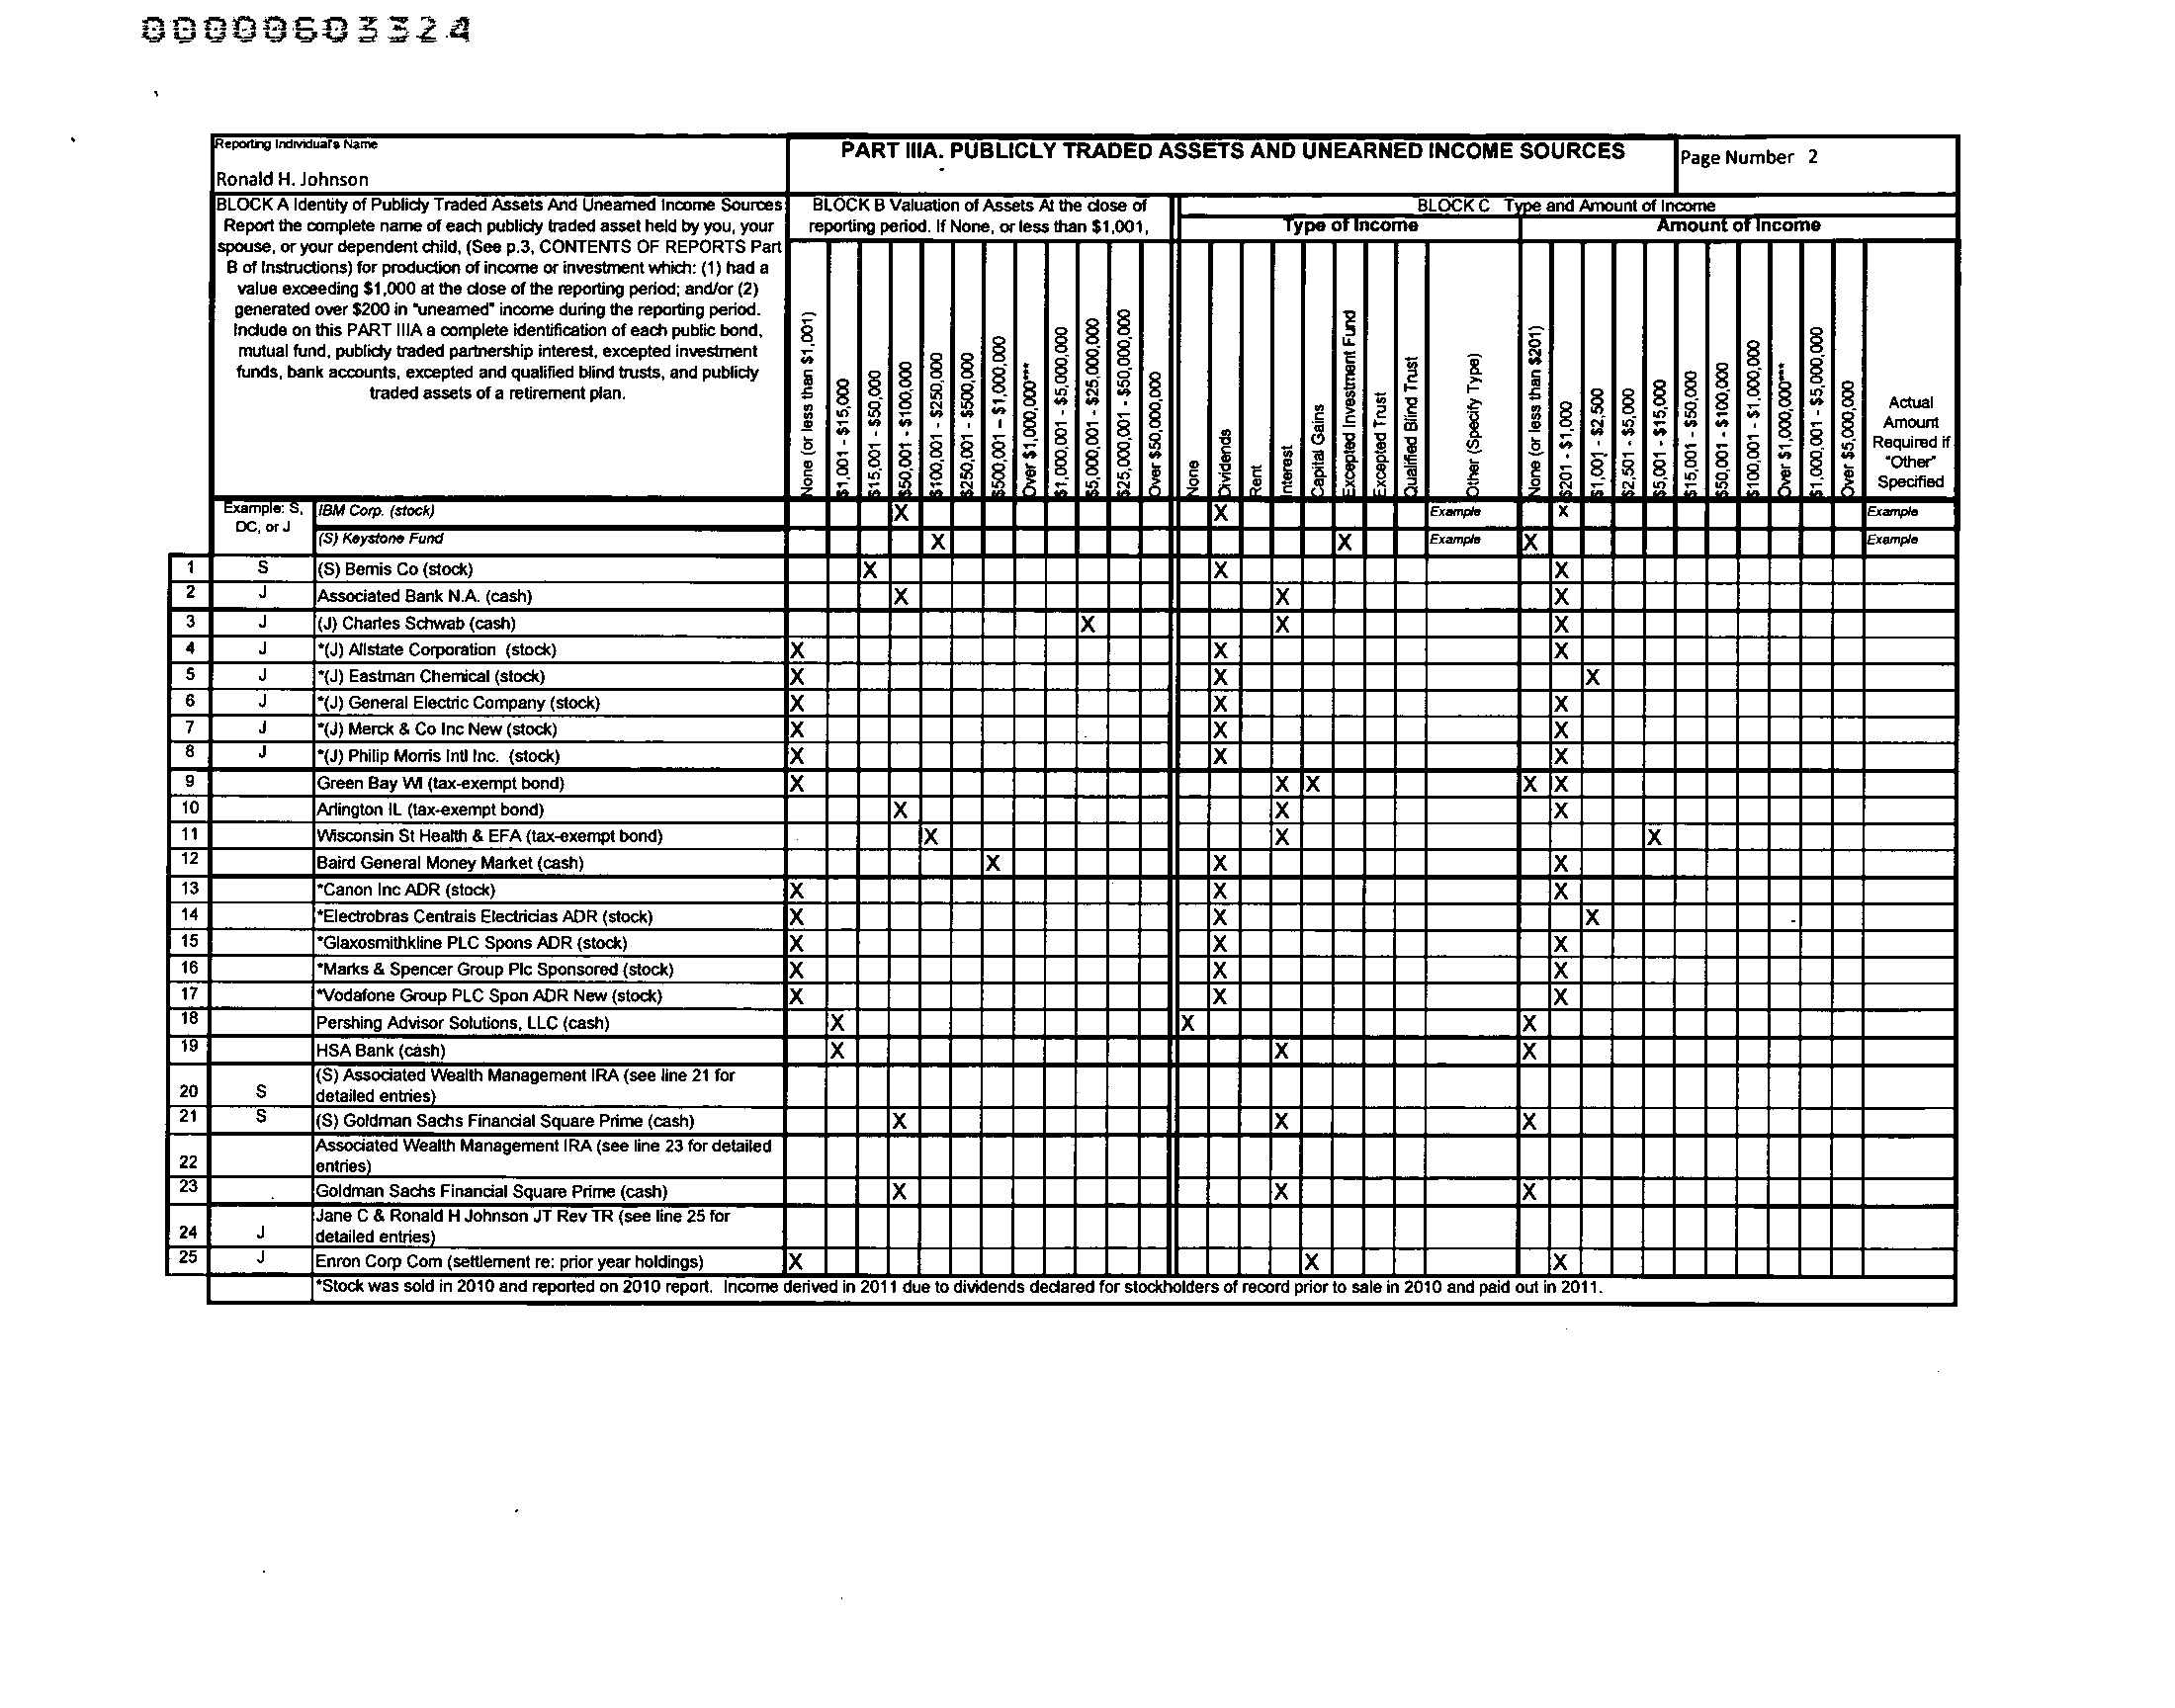 00000603324
Reporting Individual's Name
Ronald H. Johnson
PART IIIA. PUBLICLY TRADED ASSETS AND UNEARNED INCOME SOURCES
Page Number 2
BLOCK A Identity of Publicly Traded Assets And Unearned Income Sources
Report the complete name of each publicly traded asset held by you, your
spouse, or your dependent child, (See p.3, CONTENTS OF REPORTS Part
B of Instructions) for production of income or investment which: (1) had a
value exceeding $1,000 at the close of the reporting period; and/or (2)
generated over $200 in "unearned" income during the reporting period.
Include on this PART IIIA a complete identification of each public bond,
mutual fund, publicly traded partnership interest, excepted investment
funds, bank accounts, excepted and qualified blind trusts, and publicly
traded assets of a retirement plan.
BLOCK B Valuation of Assets At the close of
reporting period. If None, or less than $1,001,
BLOCK C Type and Amount of Income
Type of Income
Amount of Income
None (or less than $1,001)
$1,001 - $15,000
$15,001 - $50,000
$50,001 - $100,000
$100,001 - $250,000
$250,001 - $500,000
$500,001 – $1,000,000
Over $1,000,000***
$1,000,001 - $5,000,000
$5,000,001 - $25,000,000
$25,000,001 - $50,000,000
Over $50,000,000
None
Dividends
Rent
Interest
Capital Gains
Excepted Investment Fund
Excepted Trust
Qualified Blind Trust
Other (Specify Type)
None (or less than $201)
$201 - $1,000
$1,001 - $2,500
$2,501 - $5,000
$5,001 - $15,000
$15,001 - $50,000
$50,001 - $100,000
$100,001 - $1,000,000
Over $1,000,000***
$1,000,001 - $5,000,000
Over $5,000,000
Actual
Amount
Required if
"Other"
Specified
Example: S,
DC, or J
IBM Corp. (stock) X X Example X Example
(S) Keystone Fund X X Example X Example
1 S (S) Bemis Co (stock) X X X
2 J Associated Bank N.A. (cash) X X X
3 J (J) Charles Schwab (cash) X X X
4 J *(J) Allstate Corporation (stock) X X X
5 J *(J) Eastman Chemical (stock) X X X
6 J *(J) General Electric Company (stock) X X X
7 J *(J) Merck & Co Inc New (stock) X X X
8 J *(J) Philip Morris Intl Inc. (stock) X X X
9 Green Bay WI (tax-exempt bond) X X X X X
10 Arlington IL (tax-exempt bond) X X X
11 Wisconsin St Health & EFA (tax-exempt bond) X X X
12 Baird General Money Market (cash) X X X
13 *Canon Inc ADR (stock) X X X
14 *Electrobras Centrais Electricias ADR (stock) X X X
15 *Glaxosmithkline PLC Spons ADR (stock) X X X
16 *Marks & Spencer Group Plc Sponsored (stock) X X X
17 *Vodafone Group PLC Spon ADR New (stock) X X X
18 Pershing Advisor Solutions, LLC (cash) X X X
19 HSA Bank (cash) X X X
20 S (S) Associated Wealth Management IRA (see line 21 for
detailed entries)
21 S (S) Goldman Sachs Financial Square Prime (cash) X X X
22 Associated Wealth Management IRA (see line 23 for detailed
entries)
23 Goldman Sachs Financial Square Prime (cash) X X X
24 J Jane C & Ronald H Johnson JT Rev TR (see line 25 for
detailed entries)
25 J Enron Corp Com (settlement re: prior year holdings) X X X
*Stock was sold in 2010 and reported on 2010 report. Income derived in 2011 due to dividends declared for stockholders of record prior to sale in 2010 and paid out in 2011.